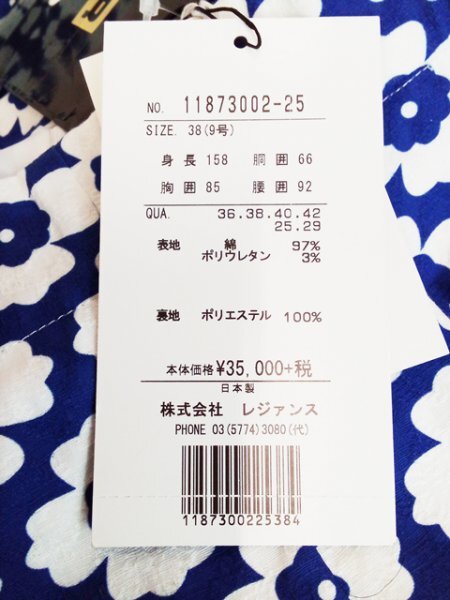 NO. 11873002-25
SIZE. 38(9号)
身長 158 胴囲 66
胸囲 85 腰囲 92
QUA. 36.38.40.42
25.29
表地 綿 97%
ポリウレタン 3%
裏地 ポリエステル 100%
本体価格 ¥35,000+税
日本製
株式会社 レジァンス
PHONE 03(5774)3080(代)
1187300225384